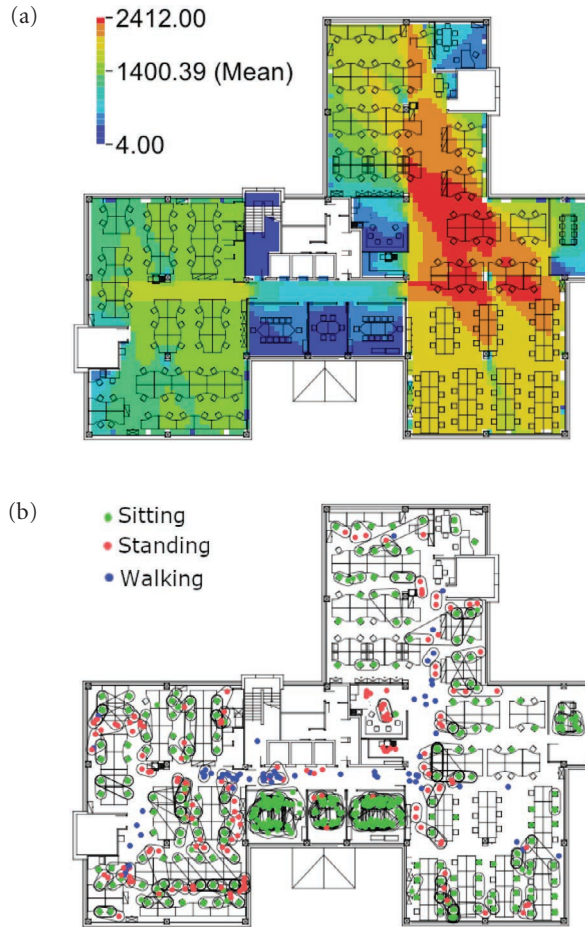 (a)
2412.00
1400.39 (Mean)
4.00
(b)
Sitting
Standing
Walking